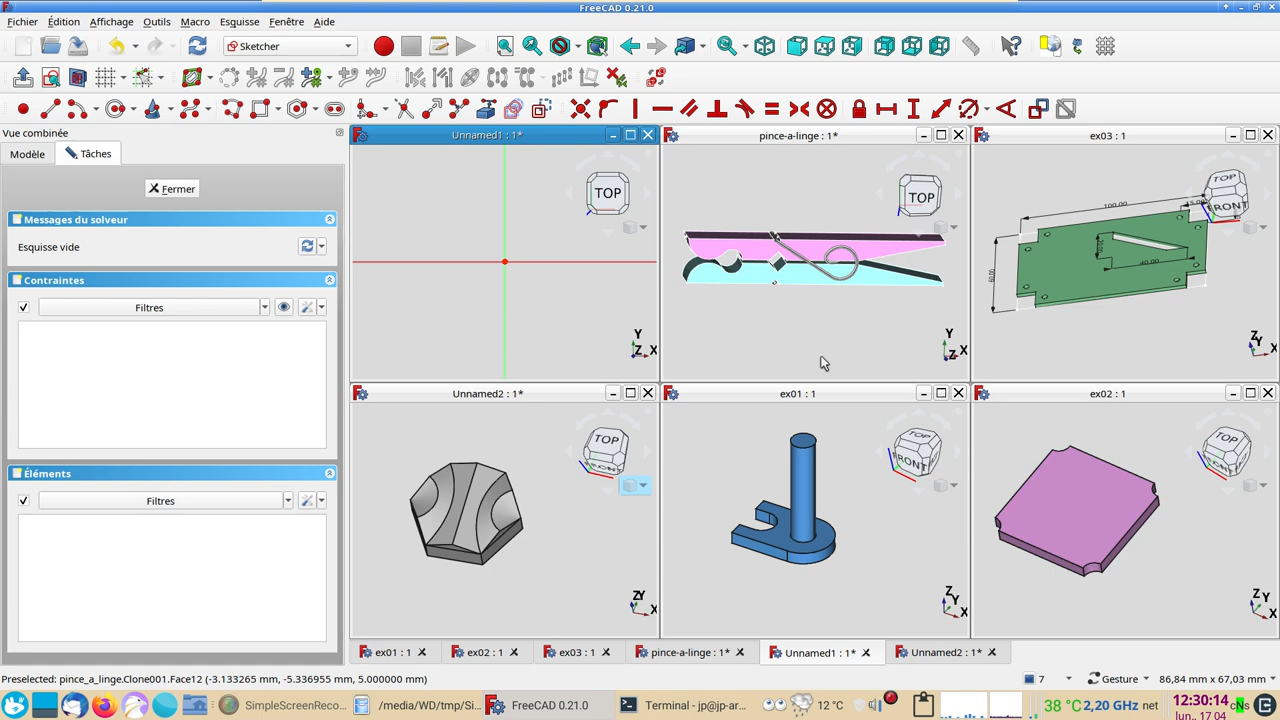 FreeCAD 0.21.0
Fichier Édition Affichage Outils Macro Esquisse Fenêtre Aide
Sketcher
Vue combinée
Modèle Tâches
Fermer
Messages du solveur
Esquisse vide
Contraintes
Filtres
Éléments
Filtres
Unnamed1 : 1*
TOP
Y
Z X
pince-a-linge : 1*
TOP
Y
Z X
ex03 : 1
TOP
FRONT
100,00
60,00
40,00
Z
Y
X
Unnamed2 : 1*
TOP
FRONT
Z Y
X
ex01 : 1
TOP
FRONT
Z
Y
X
ex02 : 1
TOP
FRONT
Z
Y
X
ex01 : 1 ex02 : 1 ex03 : 1 pince-a-linge : 1* Unnamed1 : 1* Unnamed2 : 1*
Preselected: pince_a_linge.Clone001.Face12 (-3.133265 mm, -5.336955 mm, 5.000000 mm) 7 Gesture 86,84 mm x 67,03 mm
SimpleScreenReco... /media/WD/tmp/Si... FreeCAD 0.21.0 Terminal - jp@jp-ar... 12 °C 38 °C 2,20 GHz net 12:30:14
lun., 17 04